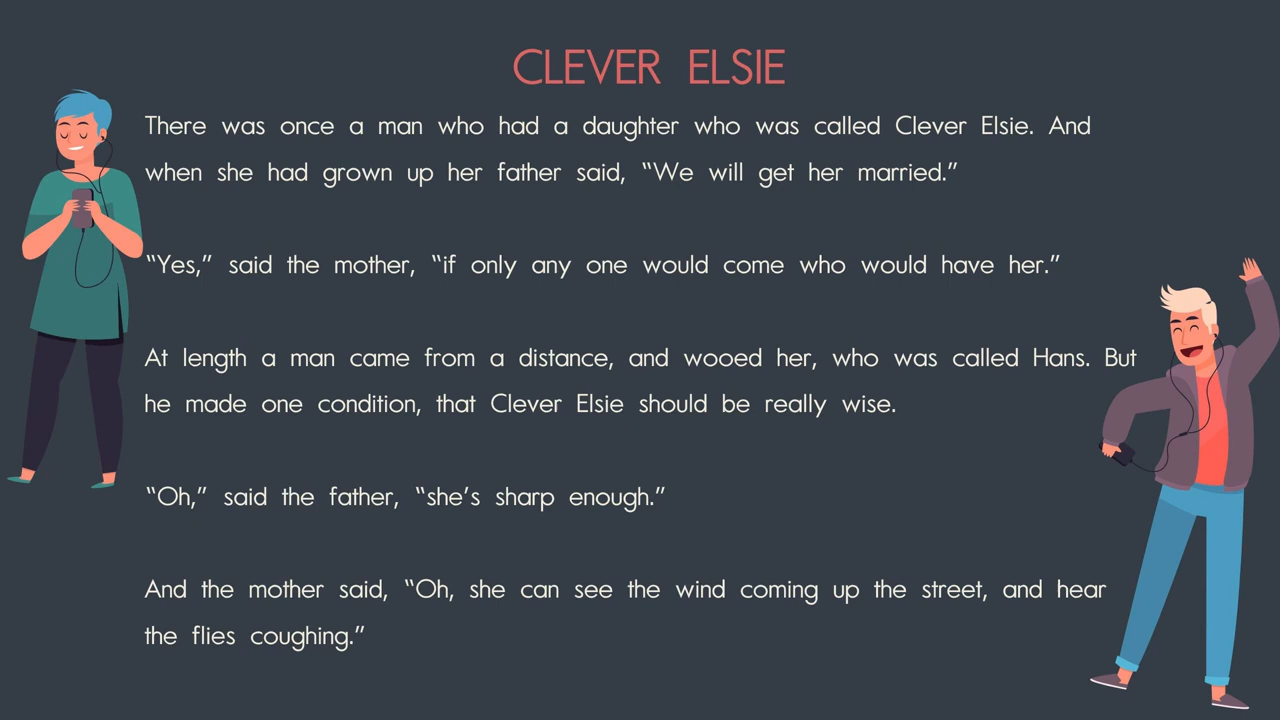 CLEVER ELSIE
There was once a man who had a daughter who was called Clever Elsie. And
when she had grown up her father said, “We will get her married.”
“Yes,” said the mother, “if only any one would come who would have her.”
At length a man came from a distance, and wooed her, who was called Hans. But
he made one condition, that Clever Elsie should be really wise.
“Oh,” said the father, “she’s sharp enough.”
And the mother said, “Oh, she can see the wind coming up the street, and hear
the flies coughing.”